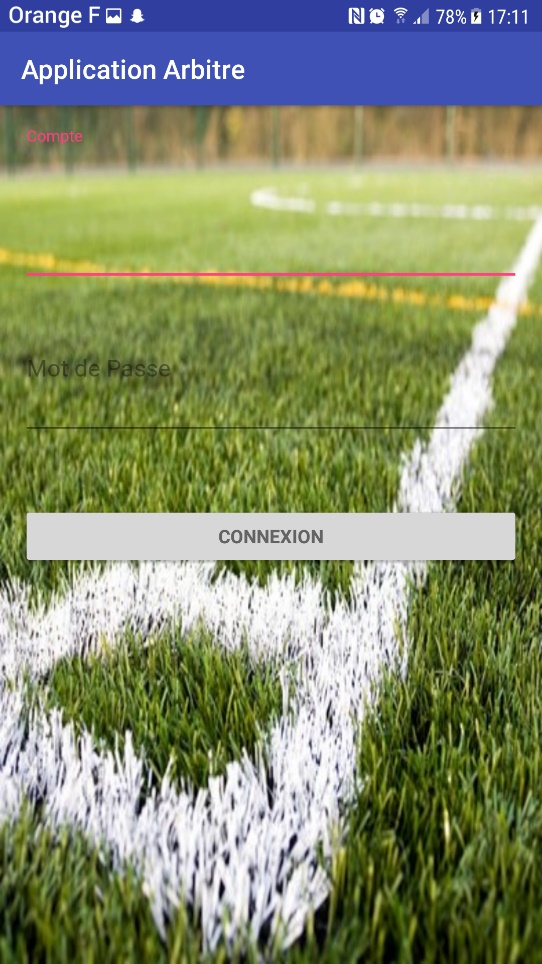 Orange F 78% 17:11
Application Arbitre
Compte
Mot de Passe
CONNEXION